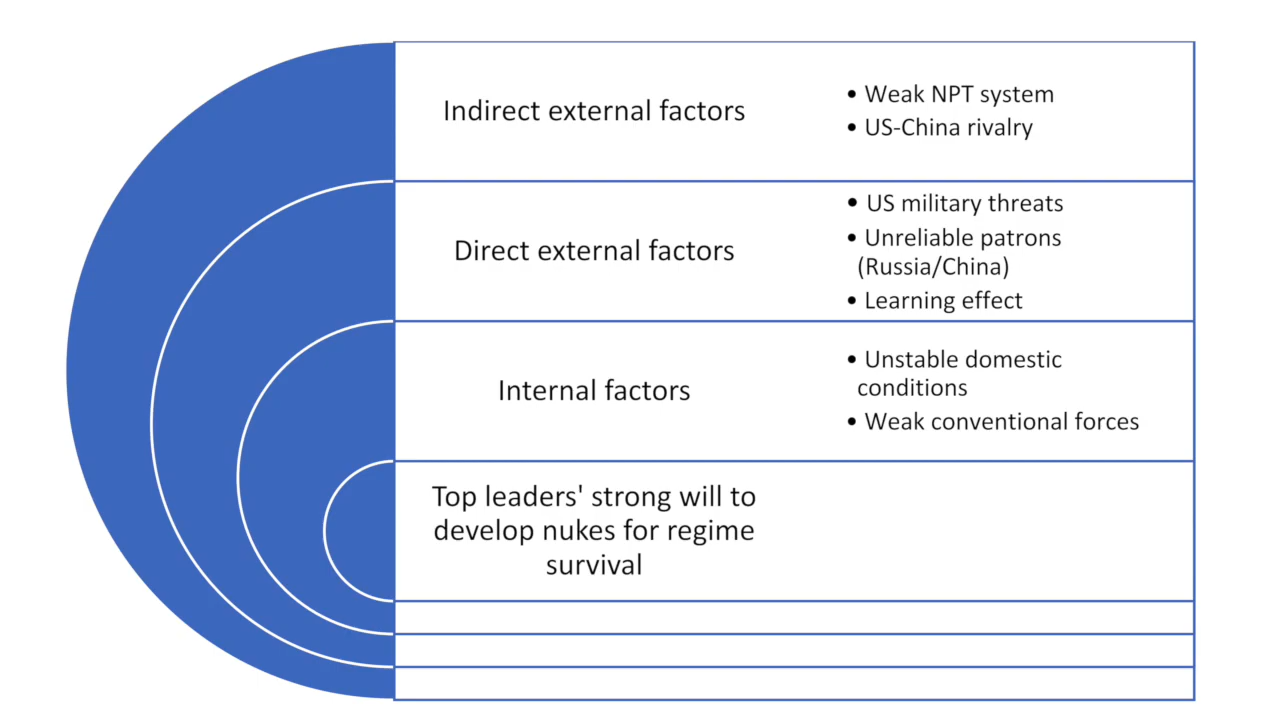 Indirect external factors
• Weak NPT system
• US-China rivalry
Direct external factors
• US military threats
• Unreliable patrons
(Russia/China)
• Learning effect
Internal factors
• Unstable domestic
conditions
• Weak conventional forces
Top leaders' strong will to
develop nukes for regime
survival